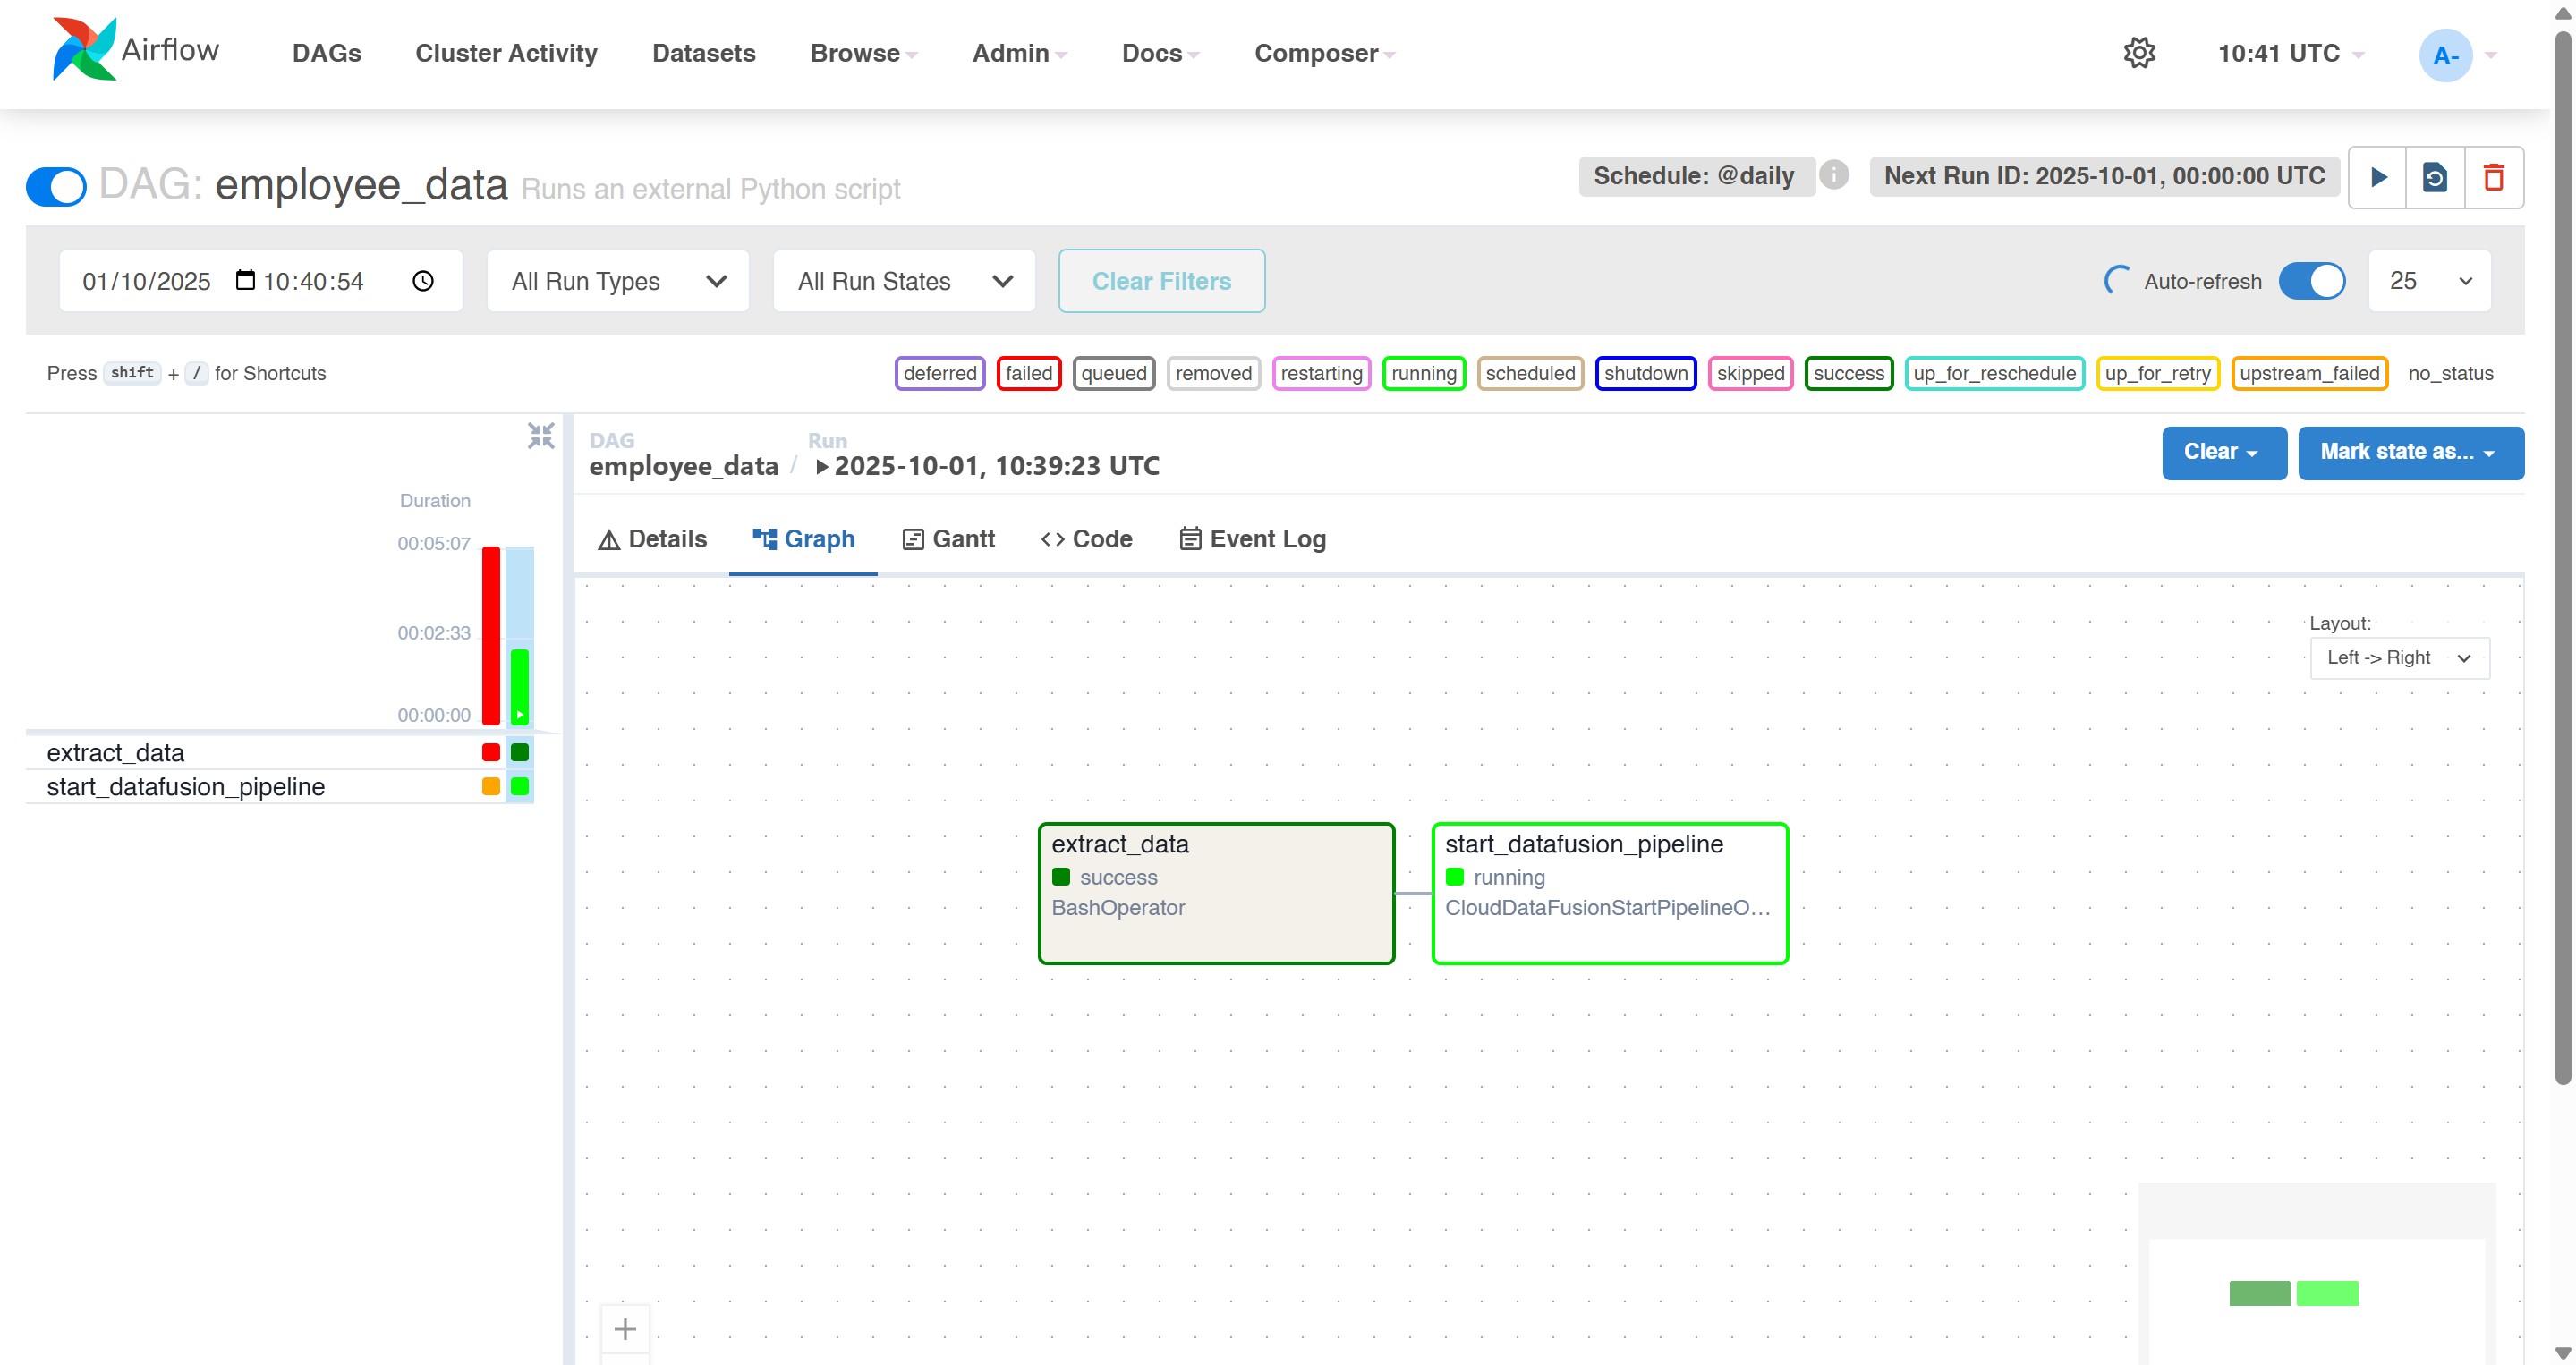 Airflow DAGs Cluster Activity Datasets Browse Admin Docs Composer 10:41 UTC A-
DAG: employee_data Runs an external Python script Schedule: @daily i Next Run ID: 2025-10-01, 00:00:00 UTC
01/10/2025 10:40:54 All Run Types All Run States Clear Filters Auto-refresh 25
Press shift + / for Shortcuts deferred failed queued removed restarting running scheduled shutdown skipped success up_for_reschedule up_for_retry upstream_failed no_status
DAG Run
employee_data / 2025-10-01, 10:39:23 UTC Clear Mark state as...
Duration
00:05:07
00:02:33
00:00:00
extract_data
start_datafusion_pipeline
Details Graph Gantt Code Event Log
Layout:
Left -> Right
extract_data
success
BashOperator
start_datafusion_pipeline
running
CloudDataFusionStartPipelineO...
+